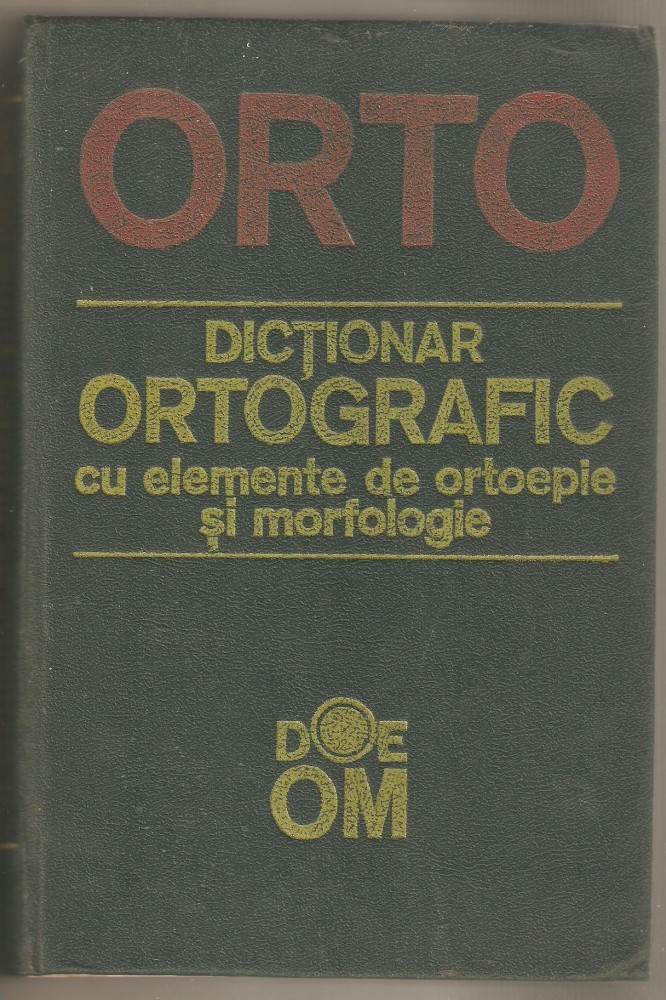 ORTO
DICȚIONAR
ORTOGRAFIC
cu elemente de ortoepie
și morfologie
DOE
OM